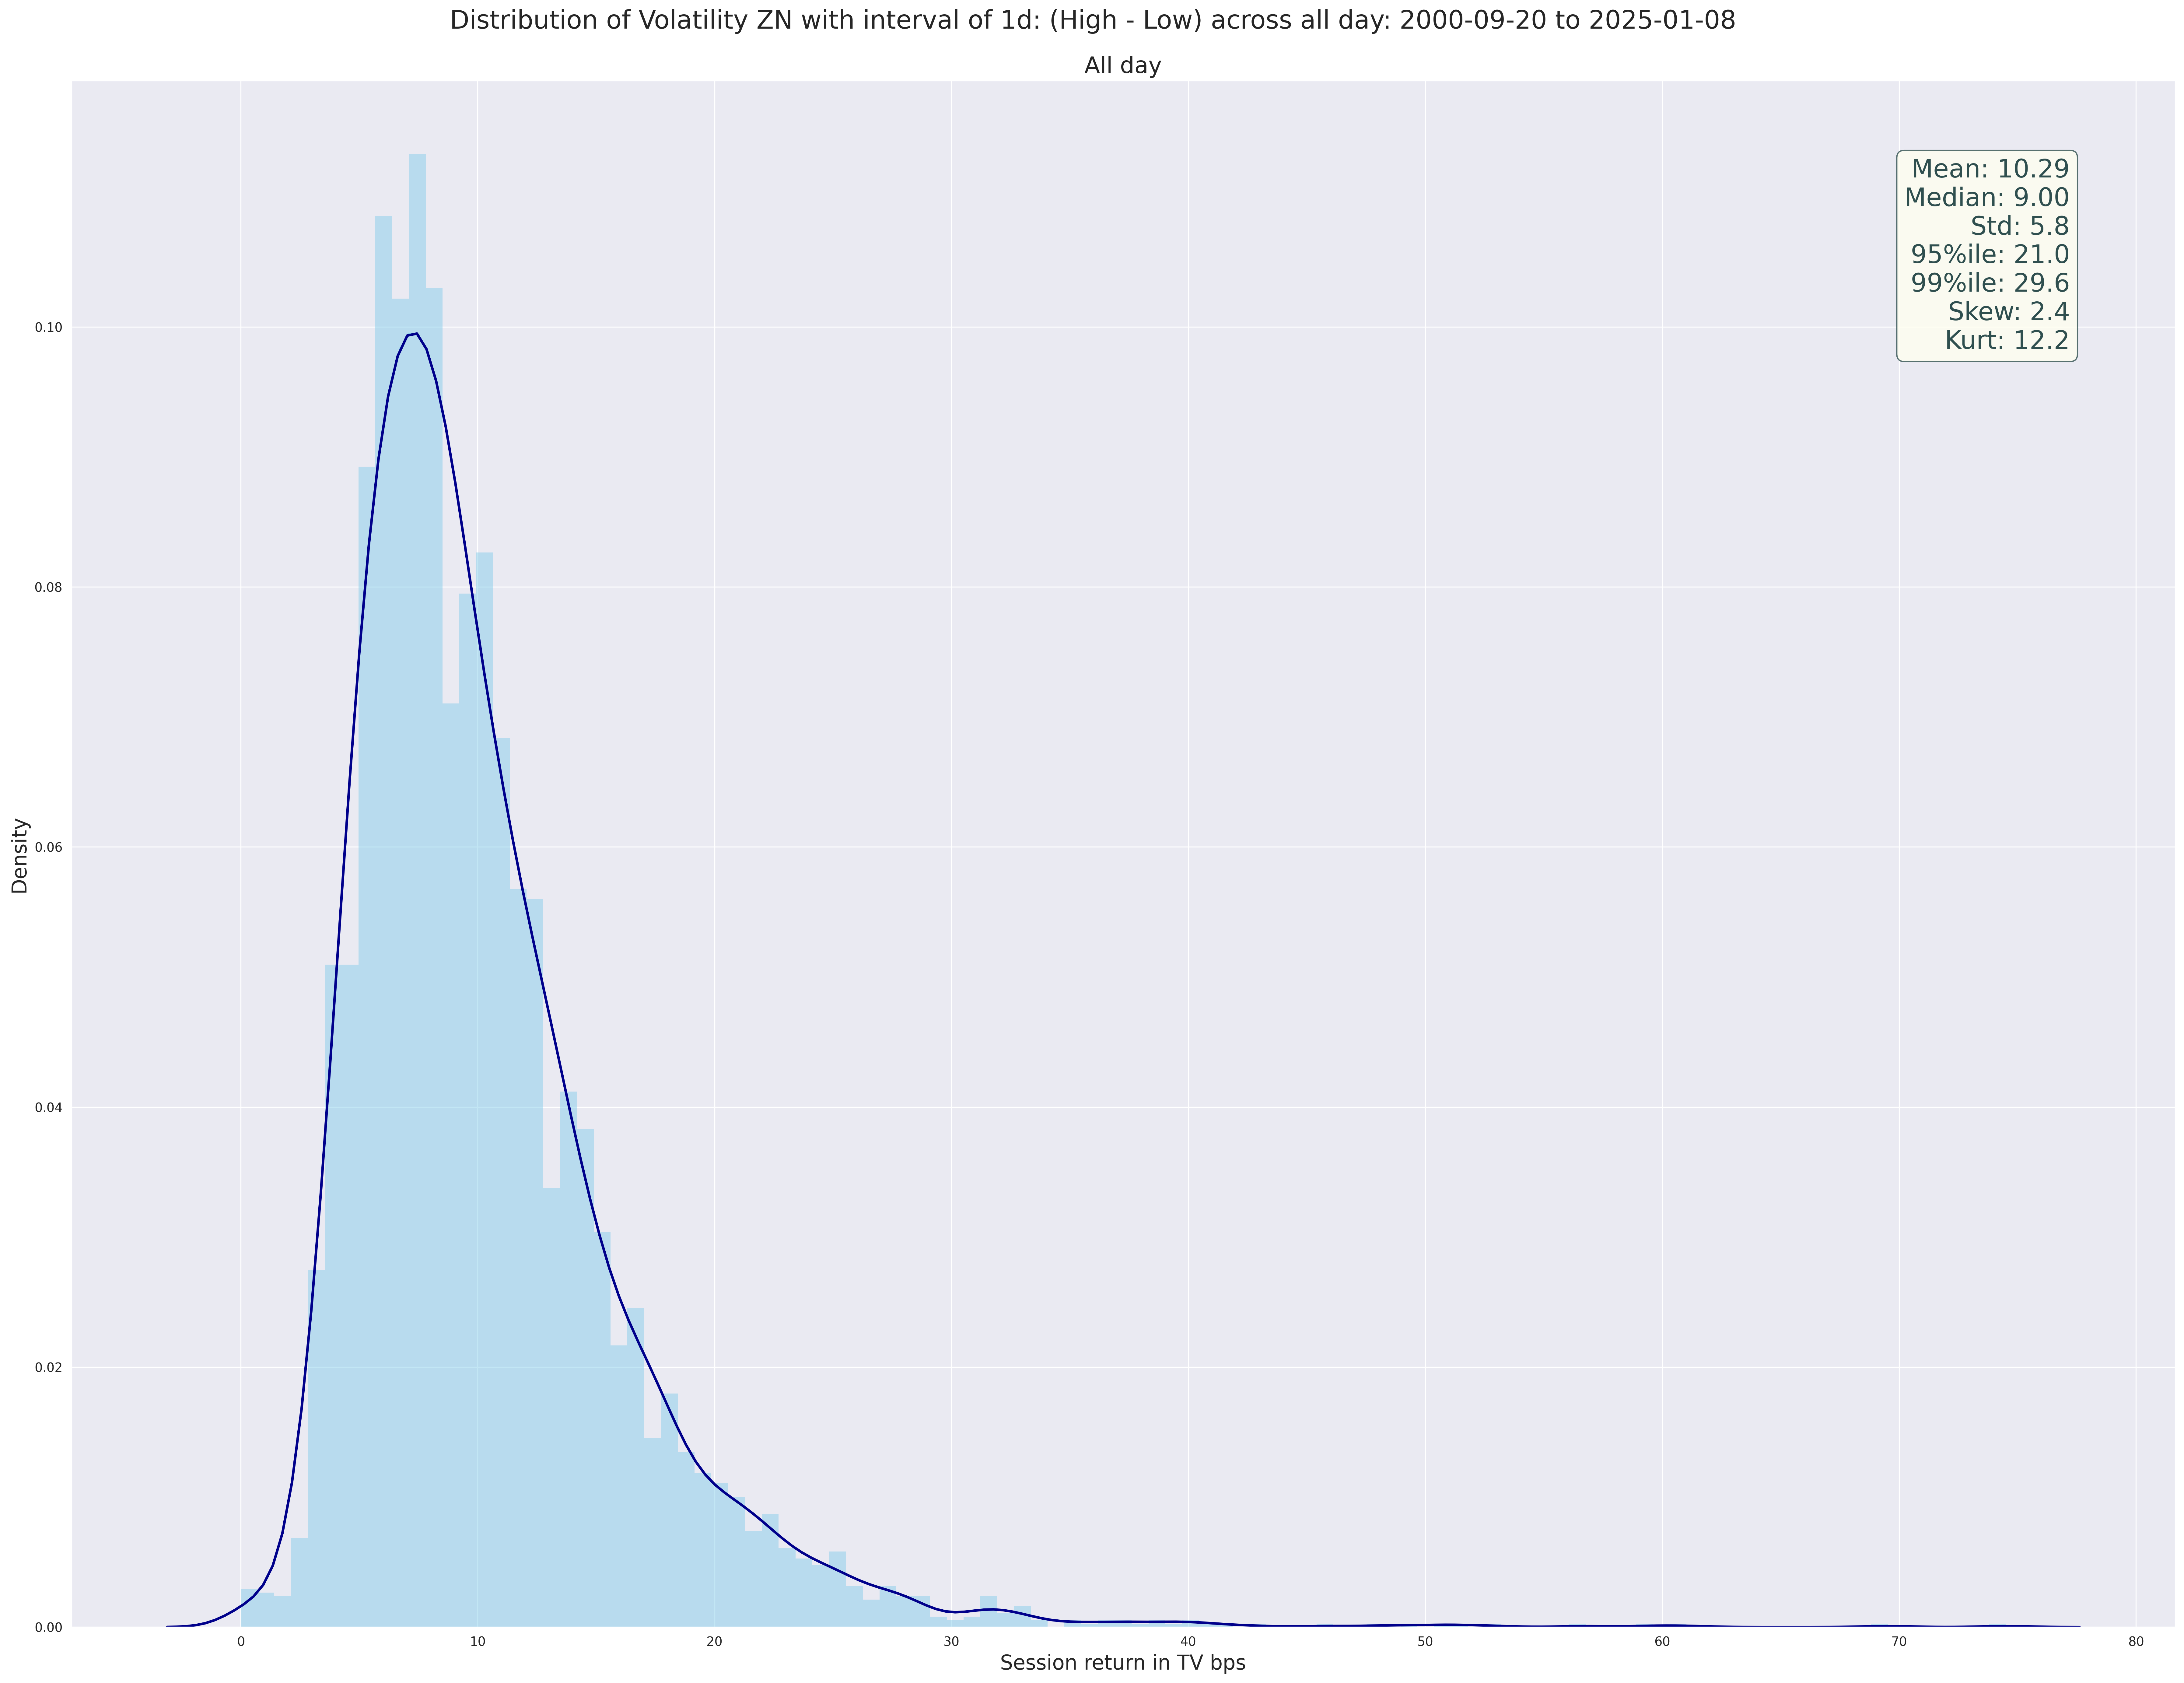 Distribution of Volatility ZN with interval of 1d: (High - Low) across all day: 2000-09-20 to 2025-01-08
All day
Mean: 10.29
Median: 9.00
Std: 5.8
95%ile: 21.0
99%ile: 29.6
Skew: 2.4
Kurt: 12.2
Density
0.10
0.08
0.06
0.04
0.02
0.00
0 10 20 30 40 50 60 70 80
Session return in TV bps